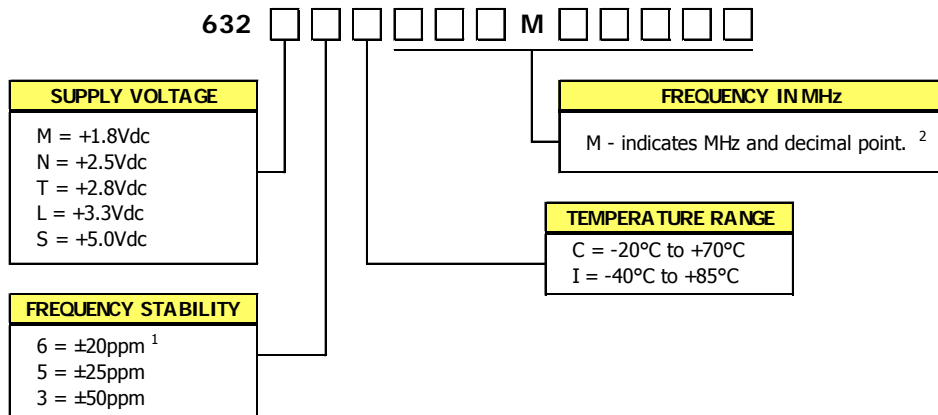 632 □ □ □ □ □ □ M □ □ □ □ □
SUPPLY VOLTAGE
M = +1.8Vdc
N = +2.5Vdc
T = +2.8Vdc
L = +3.3Vdc
S = +5.0Vdc
FREQUENCY IN MHz
M - indicates MHz and decimal point. 2
TEMPERATURE RANGE
C = -20°C to +70°C
I = -40°C to +85°C
FREQUENCY STABILITY
6 = ±20ppm 1
5 = ±25ppm
3 = ±50ppm